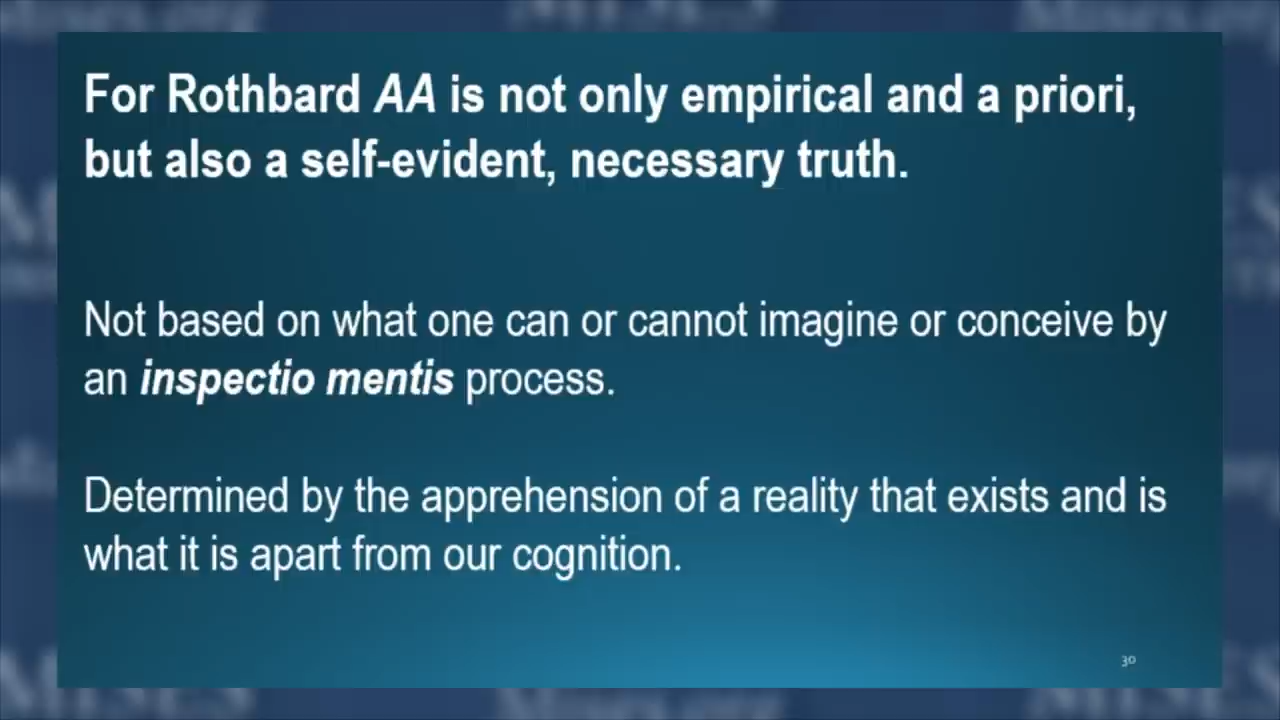 For Rothbard AA is not only empirical and a priori,
but also a self-evident, necessary truth.
Not based on what one can or cannot imagine or conceive by
an inspectio mentis process.
Determined by the apprehension of a reality that exists and is
what it is apart from our cognition.
30